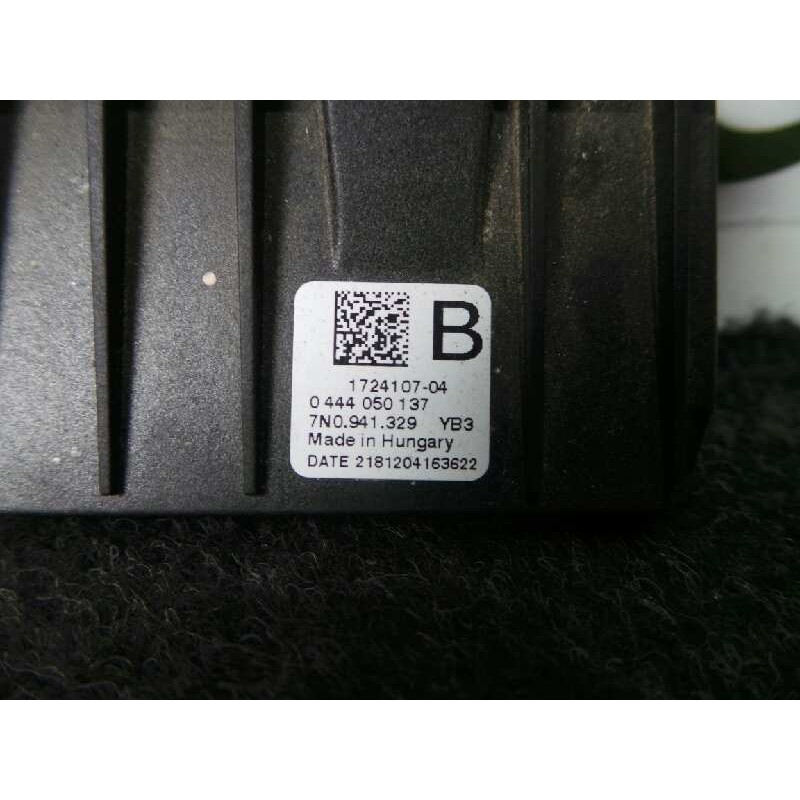 B
1724107-04
0 444 050 137
7N0.941.329 YB3
Made in Hungary
DATE 2181204163622